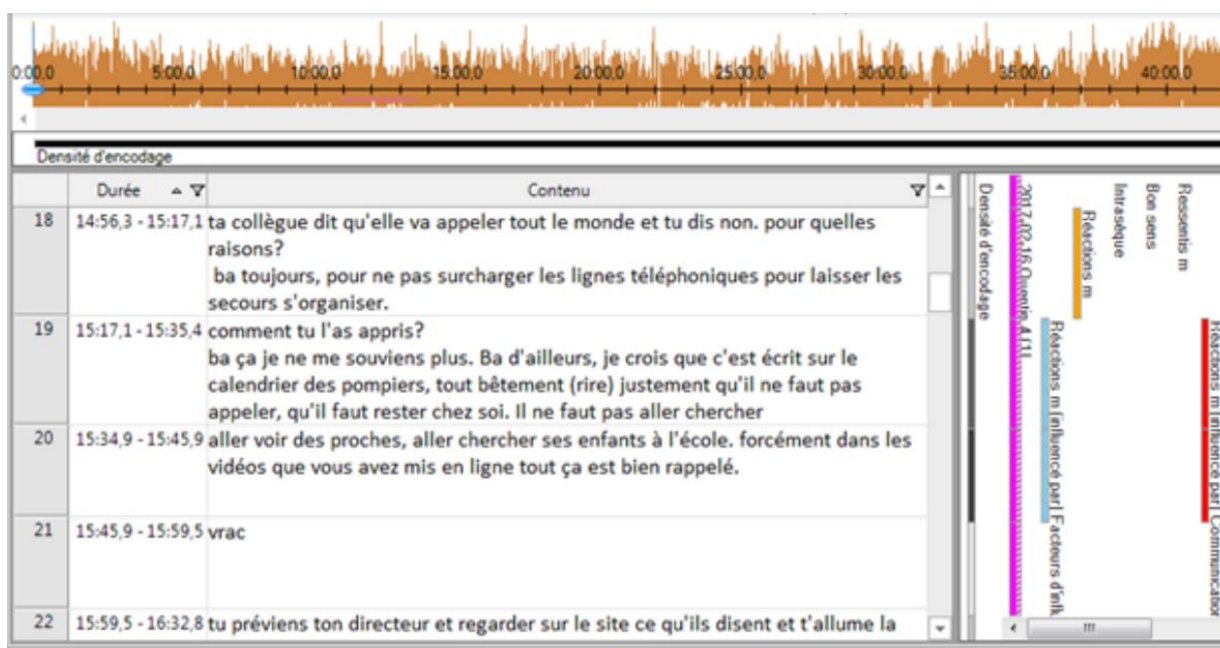 0:00,0 5:00,0 10:00,0 15:00,0 20:00,0 25:00,0 30:00,0 35:00,0 40:00,0
Densité d'encodage
Durée Contenu
18 14:56,3 - 15:17,1 ta collègue dit qu'elle va appeler tout le monde et tu dis non. pour quelles
raisons?
ba toujours, pour ne pas surcharger les lignes téléphoniques pour laisser les
secours s'organiser.
19 15:17,1 - 15:35,4 comment tu l'as appris?
ba ça je ne me souviens plus. Ba d'ailleurs, je crois que c'est écrit sur le
calendrier des pompiers, tout bêtement (rire) justement qu'il ne faut pas
appeler, qu'il faut rester chez soi. Il ne faut pas aller chercher
20 15:34,9 - 15:45,9 aller voir des proches, aller chercher ses enfants à l'école. forcément dans les
vidéos que vous avez mis en ligne tout ça est bien rappelé.
21 15:45,9 - 15:59,5 vrac
22 15:59,5 - 16:32,8 tu préviens ton directeur et regarder sur le site ce qu'ils disent et t'allume la
Densité d'encodage
2017-02-16 Quentin_4 (1)
Réactions m [influencé par] Facteurs d'infl
Réactions m
Intraséque
Bon sens
Ressentis m
Réactions m [influencé par] Communication